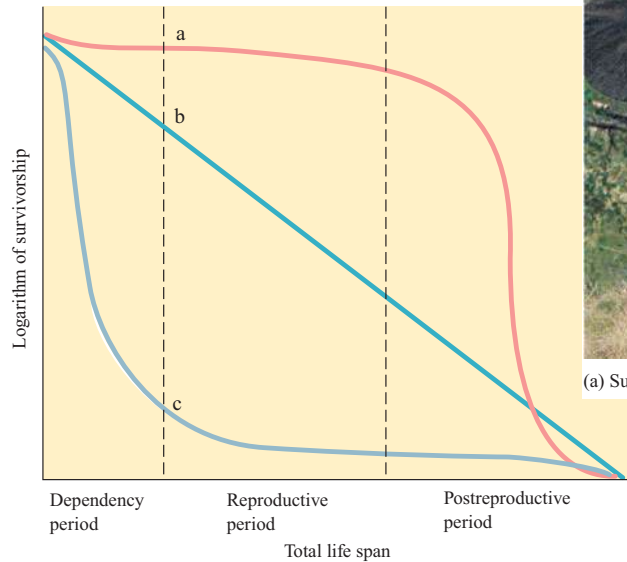 a
b
c
Logarithm of survivorship
(a) Su
Dependency
period
Reproductive
period
Postreproductive
period
Total life span